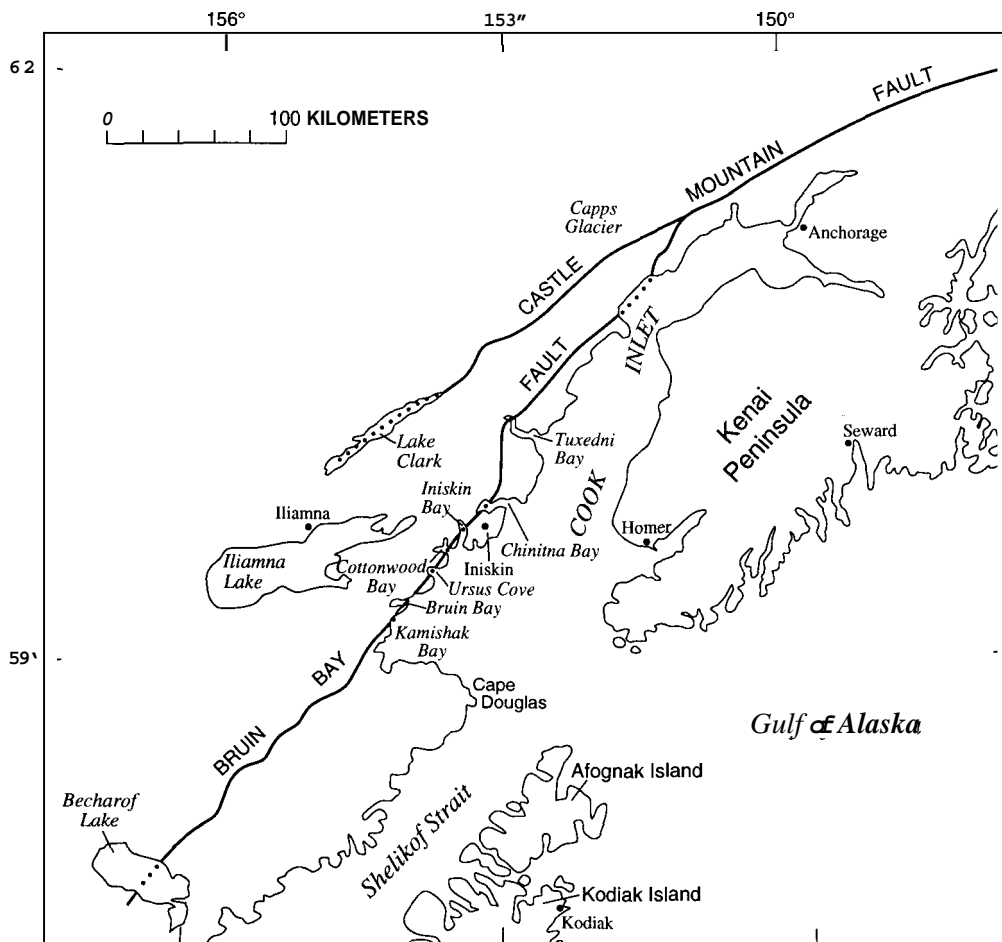 156°
153″
150°
62
FAULT
0
100 KILOMETERS
MOUNTAIN
Capps
Glacier
Anchorage
CASTLE
INLET
FAULT
Kenai
Peninsula
Lake
Clark
Tuxedni
Bay
Seward
Iniskin
Bay
COOK
Iliamna
Homer
Chinitna Bay
Iliamna
Lake
Cottonwood
Bay
Iniskin
Ursus Cove
Bruin Bay
Kamishak
Bay
59‛
BAY
Cape
Douglas
BRUIN
Gulf of Alaska
Afognak Island
Becharof
Lake
Shelikof Strait
Kodiak Island
Kodiak